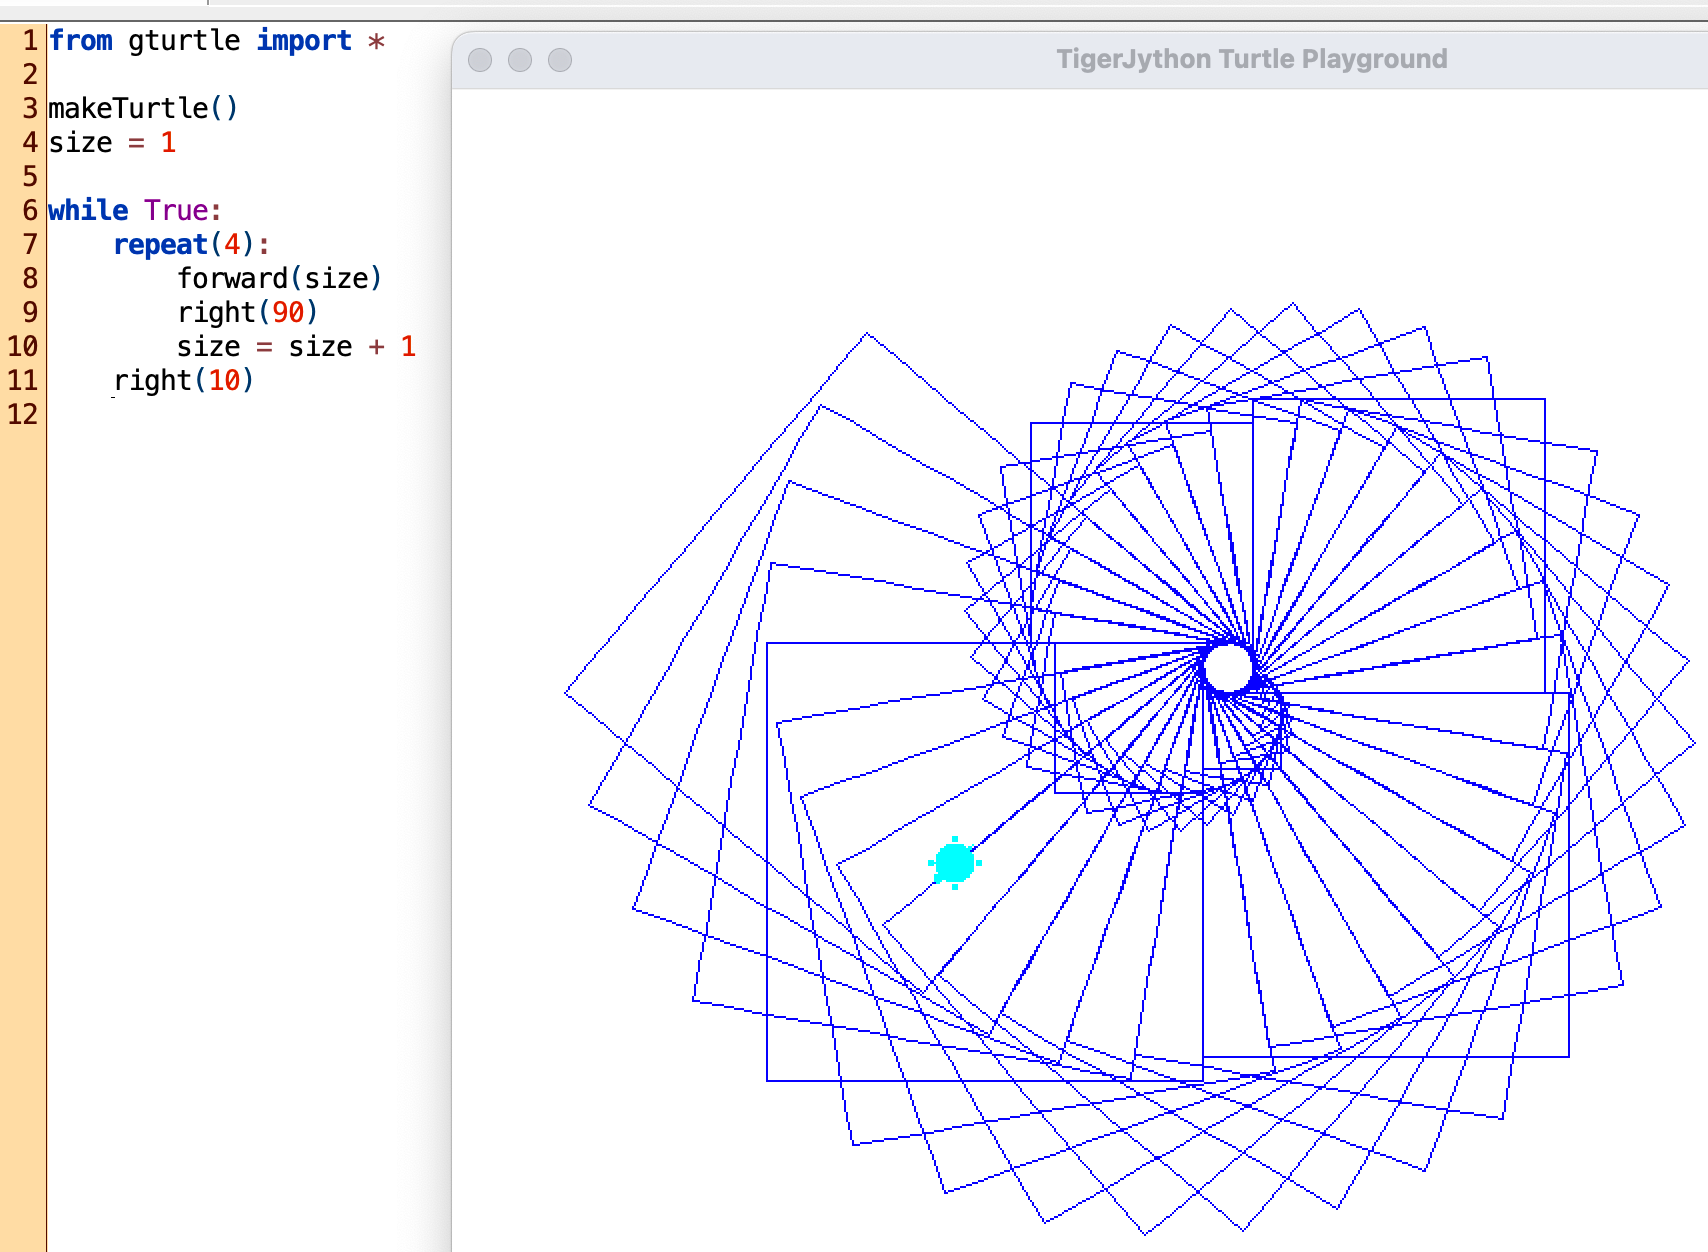 1 from gturtle import *
2
3 makeTurtle()
4 size = 1
5
6 while True:
7     repeat(4):
8         forward(size)
9         right(90)
10         size = size + 1
11     right(10)
12
TigerJython Turtle Playground